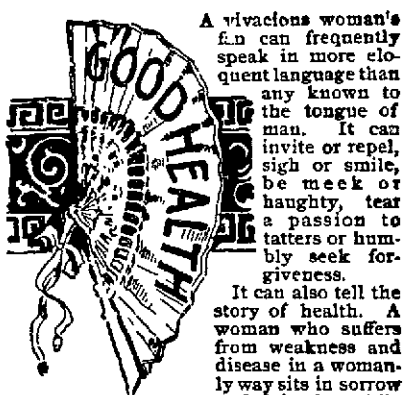 GOOD HEALTH
A vivacious woman's
fan can frequently
speak in more elo-
quent language than
any known to
the tongue of
man. It can
invite or repel,
sigh or smile,
be meek or
haughty, tear
a passion to
tatters or hum-
bly seek for-
giveness.
It can also tell the
story of health. A
woman who suffers
from weakness and
disease in a woman-
ly way sits in sorrow